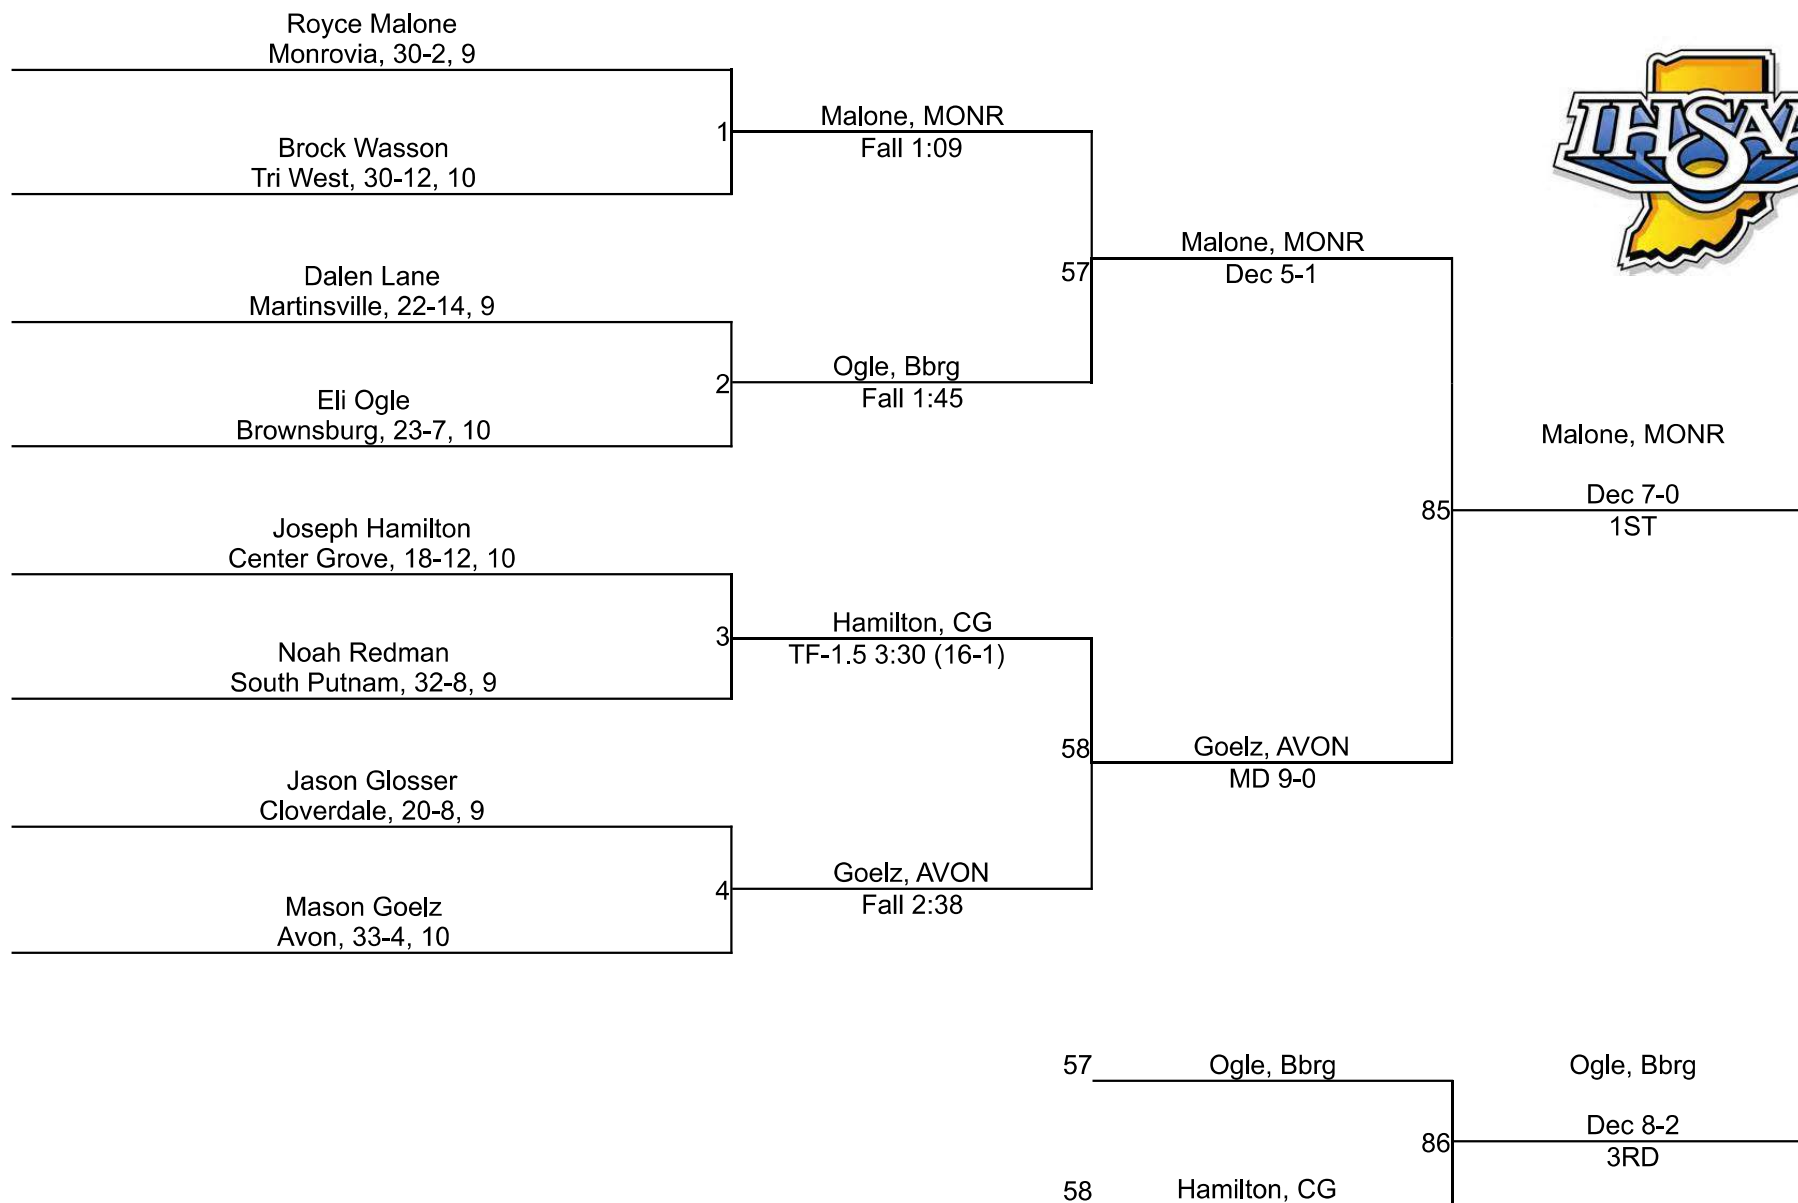 Royce Malone
Monrovia, 30-2, 9
1
Malone, MONR
Fall 1:09
Brock Wasson
Tri West, 30-12, 10
IHSAA
57
Malone, MONR
Dec 5-1
Dalen Lane
Martinsville, 22-14, 9
2
Ogle, Bbrg
Fall 1:45
Eli Ogle
Brownsburg, 23-7, 10
85
Malone, MONR
Dec 7-0
1ST
Joseph Hamilton
Center Grove, 18-12, 10
3
Hamilton, CG
TF-1.5 3:30 (16-1)
Noah Redman
South Putnam, 32-8, 9
58
Goelz, AVON
MD 9-0
Jason Glosser
Cloverdale, 20-8, 9
4
Goelz, AVON
Fall 2:38
Mason Goelz
Avon, 33-4, 10
57
Ogle, Bbrg
86
Ogle, Bbrg
Dec 8-2
3RD
58
Hamilton, CG